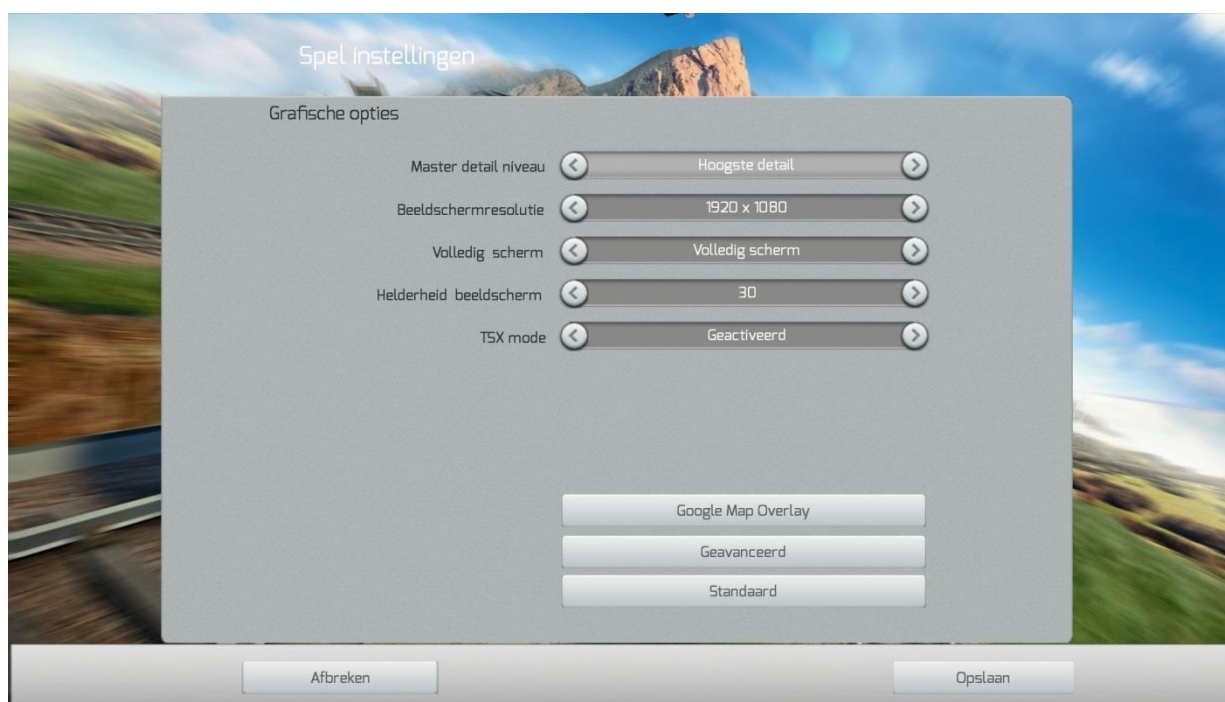 Spel instellingen
Grafische opties
Master detail niveau Hoogste detail
Beeldschermresolutie 1920 x 1080
Volledig scherm Volledig scherm
Helderheid beeldscherm 30
TSX mode Geactiveerd
Google Map Overlay
Geavanceerd
Standaard
Afbreken Opslaan